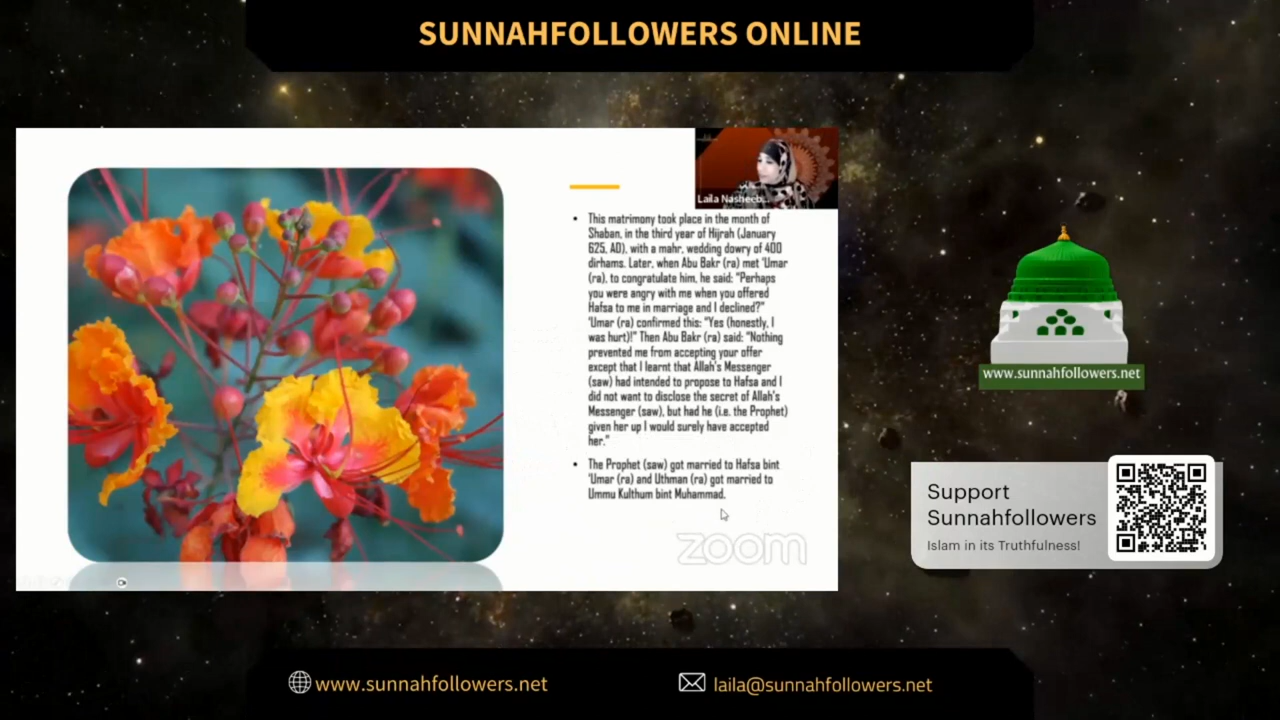 SUNNAHFOLLOWERS ONLINE
Laila Nasheeb...
• This matrimony took place in the month of
Shaban, in the third year of Hijrah (January
625, AD), with a mahr, wedding dowry of 400
dirhams. Later, when Abu Bakr (ra) met 'Umar
(ra), to congratulate him, he said: "Perhaps
you were angry with me when you offered
Hafsa to me in marriage and I declined?"
'Umar (ra) confirmed this: "Yes (honestly, I
was hurt)!" Then Abu Bakr (ra) said: "Nothing
prevented me from accepting your offer
except that I learnt that Allah's Messenger
(saw) had intended to propose to Hafsa and I
did not want to disclose the secret of Allah's
Messenger (saw), but had he (i.e. the Prophet)
given her up I would surely have accepted
her."
• The Prophet (saw) got married to Hafsa bint
'Umar (ra) and Uthman (ra) got married to
Ummu Kulthum bint Muhammad.
zoom
www.sunnahfollowers.net
Support
Sunnahfollowers
Islam in its Truthfulness!
www.sunnahfollowers.net
laila@sunnahfollowers.net